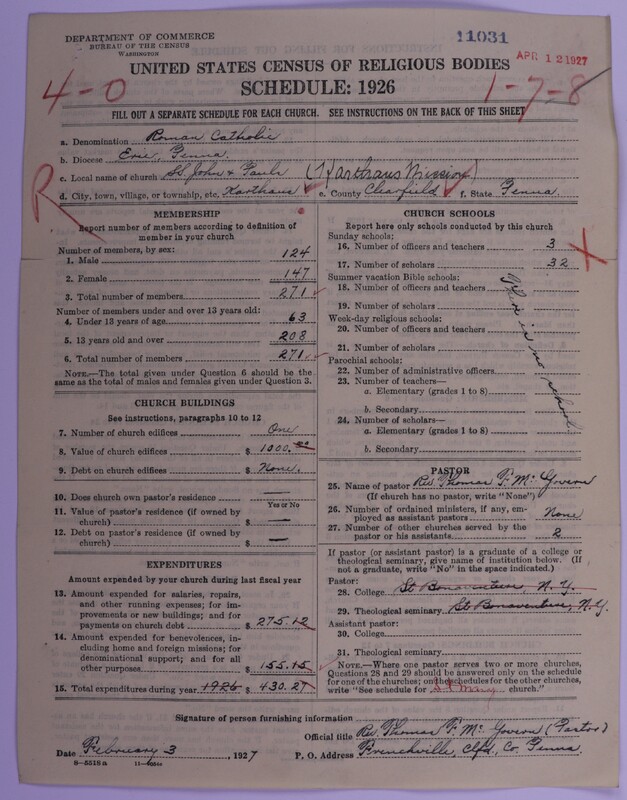 DEPARTMENT OF COMMERCE
BUREAU OF THE CENSUS
WASHINGTON
11031
APR 12 1927
UNITED STATES CENSUS OF RELIGIOUS BODIES
SCHEDULE: 1926
4-0
1-7-8
FILL OUT A SEPARATE SCHEDULE FOR EACH CHURCH. SEE INSTRUCTIONS ON THE BACK OF THIS SHEET
R
a. Denomination Roman Catholic
b. Diocese Erie, Penna.
c. Local name of church SS. John & Pauls (Karthaus Mission)
d. City, town, village, or township, etc. Karthaus e. County Clearfield f. State Penna.
MEMBERSHIP
Report number of members according to definition of
member in your church
Number of members, by sex:
1. Male 124
2. Female 147
3. Total number of members 271
Number of members under and over 13 years old:
4. Under 13 years of age 63
5. 13 years old and over 208
6. Total number of members 271
NOTE.—The total given under Question 6 should be the
same as the total of males and females given under Question 3.
CHURCH BUILDINGS
See instructions, paragraphs 10 to 12
7. Number of church edifices One
8. Value of church edifices $ 1000.00
9. Debt on church edifices $ None.
10. Does church own pastor's residence —
Yes or No
11. Value of pastor's residence (if owned by
church) $ —
12. Debt on pastor's residence (if owned by
church) $ —
EXPENDITURES
Amount expended by your church during last fiscal year
13. Amount expended for salaries, repairs,
and other running expenses; for im-
provements or new buildings; and for
payments on church debt $ 275.12
14. Amount expended for benevolences, in-
cluding home and foreign missions; for
denominational support; and for all
other purposes $ 155.15
15. Total expenditures during year 1926 $ 430.27
CHURCH SCHOOLS
Report here only schools conducted by this church
Sunday schools:
16. Number of officers and teachers 3
17. Number of scholars 32
Summer vacation Bible schools:
18. Number of officers and teachers
19. Number of scholars
Week-day religious schools:
20. Number of officers and teachers
21. Number of scholars
Parochial schools:
22. Number of administrative officers
23. Number of teachers—
a. Elementary (grades 1 to 8)
b. Secondary
24. Number of scholars—
a. Elementary (grades 1 to 8)
b. Secondary
There is no school
PASTOR
25. Name of pastor Rev. Thomas F. McGovern
(If church has no pastor, write "None")
26. Number of ordained ministers, if any, em-
ployed as assistant pastors None
27. Number of other churches served by the
pastor or his assistants 2
If pastor (or assistant pastor) is a graduate of a college or
theological seminary, give name of institution below. (If
not a graduate, write "No" in the space indicated.)
Pastor:
28. College St Bonaventure, N.Y.
29. Theological seminary St Bonaventure, N.Y.
Assistant pastor:
30. College
31. Theological seminary
NOTE.—Where one pastor serves two or more churches,
Questions 28 and 29 should be answered only on the schedule
for one of the churches; on the schedules for the other churches,
write "See schedule for St Mary church."
Signature of person furnishing information
Official title Rev. Thomas F. McGovern (Pastor)
Date February 3, 1927
P. O. Address Frenchville, Clfd, Co. Penna.
8—5518 a